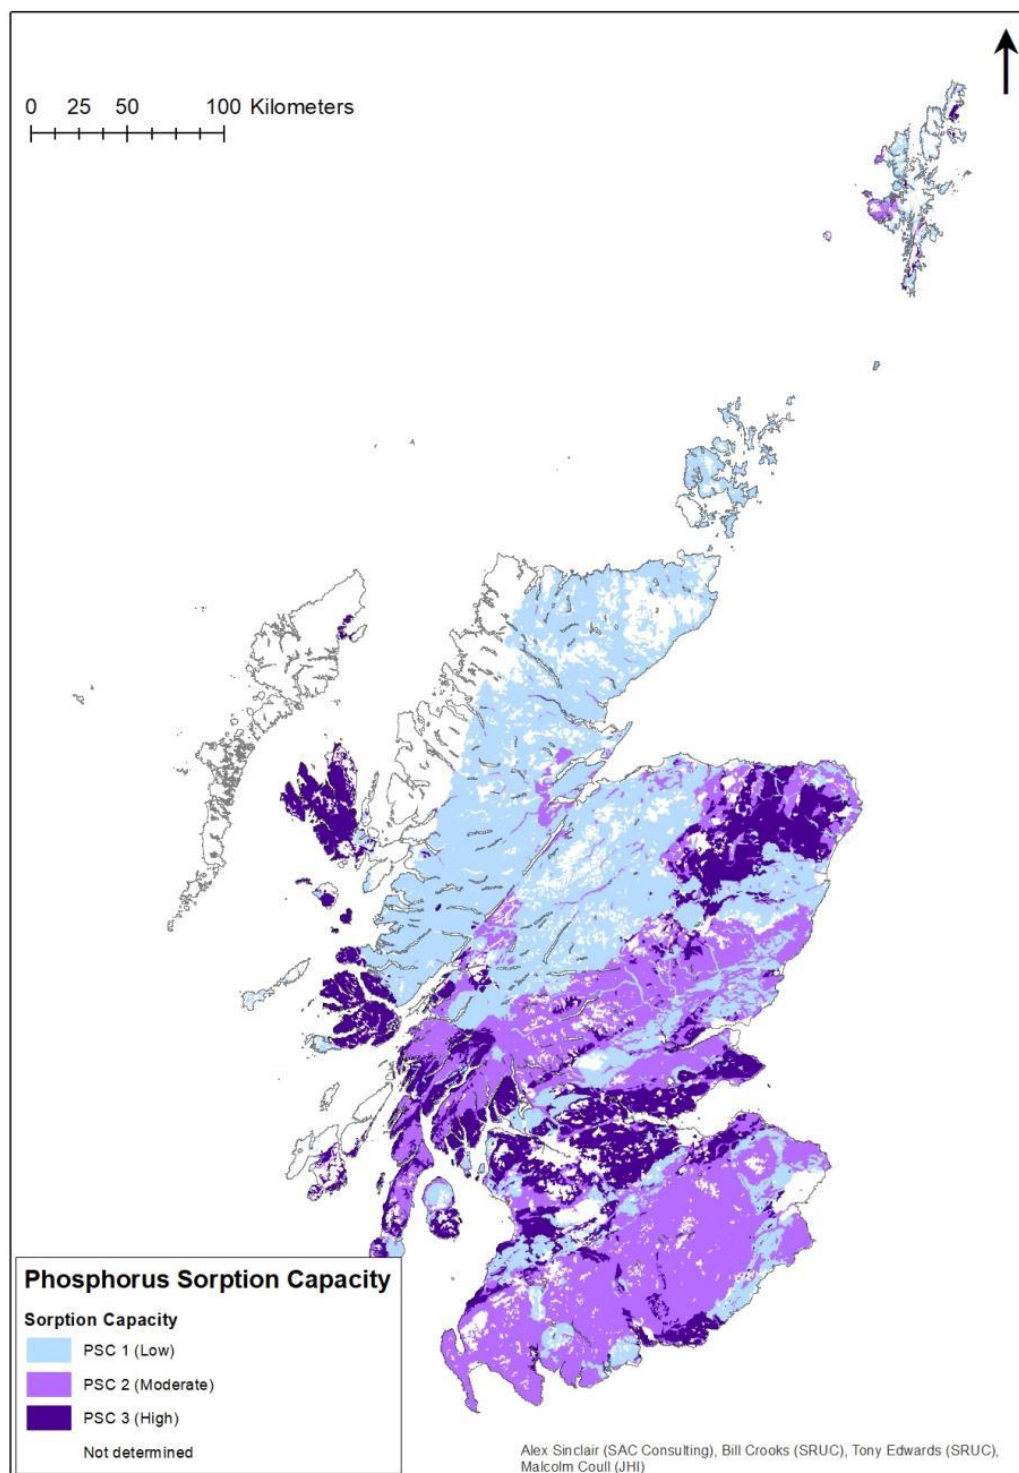 0 25 50 100 Kilometers
Phosphorus Sorption Capacity
Sorption Capacity
PSC 1 (Low)
PSC 2 (Moderate)
PSC 3 (High)
Not determined
Alex Sinclair (SAC Consulting), Bill Crooks (SRUC), Tony Edwards (SRUC),
Malcolm Coull (JHI)